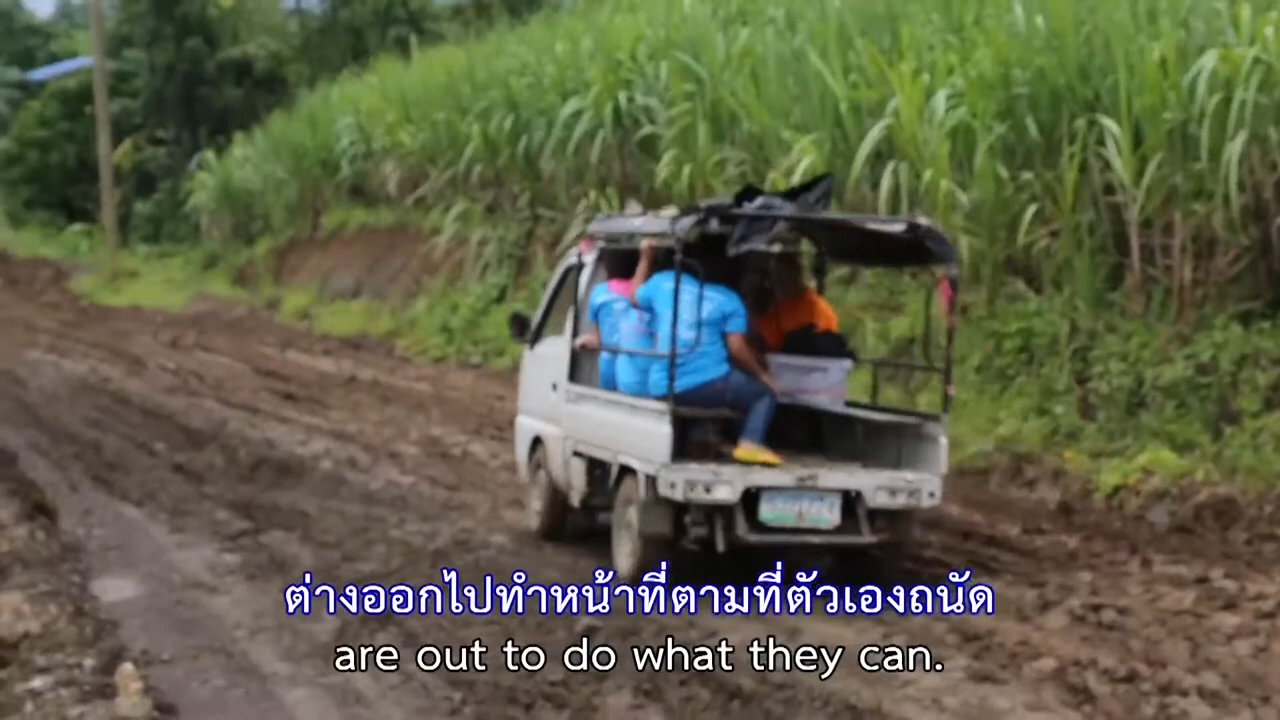 ต่างออกไปทำหน้าที่ตามที่ตัวเองถนัด
are out to do what they can.